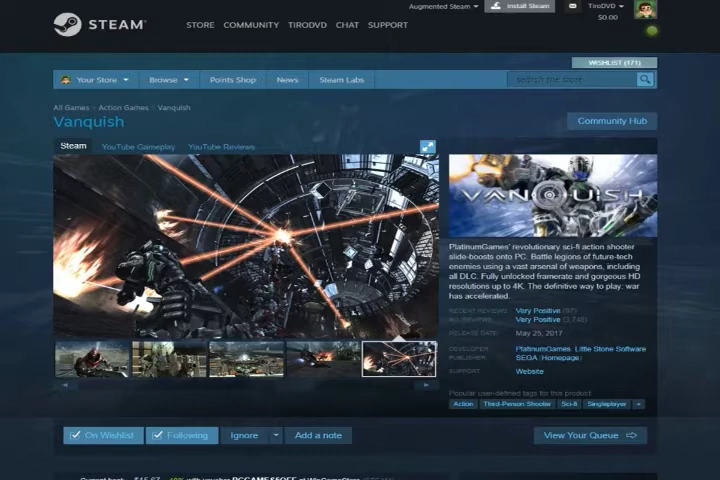 Augmented Steam
Install Steam
TiroDVD
$0.00
STEAM
STORE COMMUNITY TIRODVD CHAT SUPPORT
WISHLIST (171)
Your Store Browse Points Shop News Steam Labs
search the store
All Games > Action Games > Vanquish
Vanquish
Community Hub
Steam YouTube Gameplay YouTube Reviews
VANQUISH
PlatinumGames' revolutionary sci-fi action shooter
slide-boosts onto PC. Battle legions of future-tech
enemies using a vast arsenal of weapons, including
all DLC. Fully unlocked framerate and gorgeous HD
resolutions up to 4K. The definitive way to play: war
has accelerated.
RECENT REVIEWS: Very Positive (97)
Very Positive
RELEASE DATE: May 25, 2017
DEVELOPER: PlatinumGames, Little Stone Software
PUBLISHER: SEGA (Homepage)
SUPPORT: Website
Popular user-defined tags for this product:
Action Third-Person Shooter Sci-fi Singleplayer +
On Wishlist Following Ignore Add a note View Your Queue